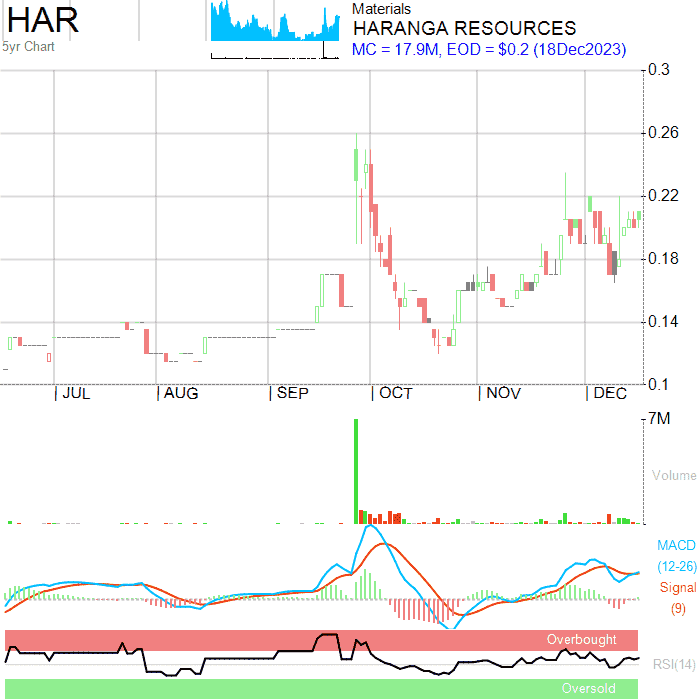 HAR
5yr Chart
Materials
HARANGA RESOURCES
MC = 17.9M, EOD = $0.2 (18Dec2023)
0.3
0.26
0.22
0.18
0.14
0.1
JUL AUG SEP OCT NOV DEC
7M
Volume
MACD
(12-26)
Signal
(9)
Overbought
RSI(14)
Oversold